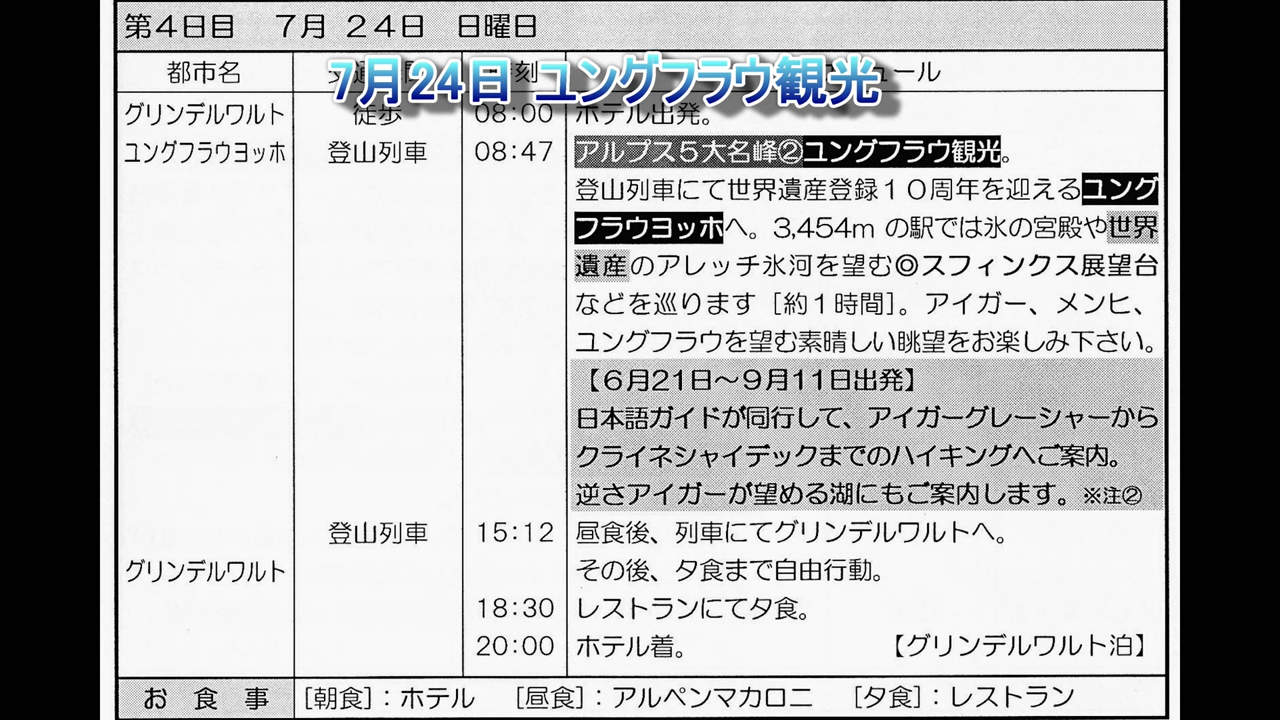 第4日目 7月 24日 日曜日
7月24日 ユングフラウ観光
都市名 刻 ュール
グリンデルワルト 徒歩 08:00 ホテル出発。
ユングフラウヨッホ 登山列車 08:47 アルプス5大名峰②ユングフラウ観光。
登山列車にて世界遺産登録10周年を迎えるユング
フラウヨッホへ。3,454m の駅では氷の宮殿や世界
遺産のアレッチ氷河を望む◎スフィンクス展望台
などを巡ります[約1時間]。アイガー、メンヒ、
ユングフラウを望む素晴しい眺望をお楽しみ下さい。
【6月21日～9月11日出発】
日本語ガイドが同行して、アイガーグレーシャーから
クライネシャイデックまでのハイキングへご案内。
逆さアイガーが望める湖にもご案内します。※注②
登山列車 15:12 昼食後、列車にてグリンデルワルトへ。
グリンデルワルト その後、夕食まで自由行動。
18:30 レストランにて夕食。
20:00 ホテル着。 【グリンデルワルト泊】
お食事 [朝食]:ホテル [昼食]:アルペンマカロニ [夕食]:レストラン